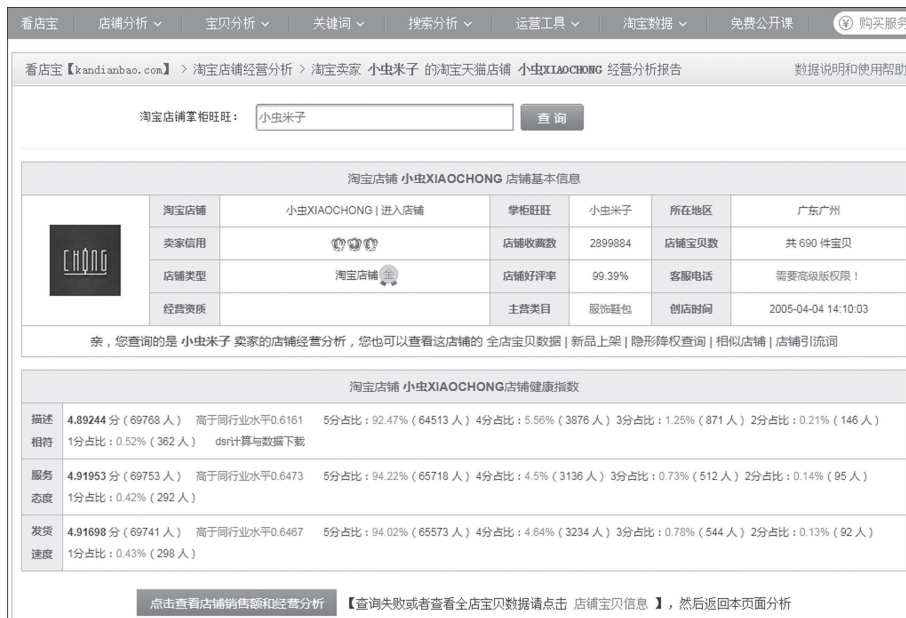 看店宝 店铺分析 宝贝分析 关键词 搜索分析 运营工具 淘宝数据 免费公开课 ¥ 购买服务
看店宝【kandianbao.com】 > 淘宝店铺经营分析 > 淘宝卖家 小虫米子 的淘宝天猫店铺 小虫XIAOCHONG 经营分析报告 数据说明和使用帮助
淘宝店铺掌柜旺旺： 小虫米子 查 询
淘宝店铺 小虫XIAOCHONG 店铺基本信息
CHONG
淘宝店铺 小虫XIAOCHONG | 进入店铺 掌柜旺旺 小虫米子 所在地区 广东广州
卖家信用 店铺收藏数 2899884 店铺宝贝数 共 690 件宝贝
店铺类型 淘宝店铺 金 店铺好评率 99.39% 客服电话 需要高级版权限！
经营资质 主营类目 服饰鞋包 创店时间 2005-04-04 14:10:03
亲，您查询的是 小虫米子 卖家的店铺经营分析，您也可以查看这店铺的 全店宝贝数据 | 新品上架 | 隐形降权查询 | 相似店铺 | 店铺引流词
淘宝店铺 小虫XIAOCHONG店铺健康指数
描述相符 4.89244 分 ( 69768 人 ) 高于同行业水平0.6161 5分占比：92.47% ( 64513 人 ) 4分占比：5.56% ( 3876 人 ) 3分占比：1.25% ( 871 人 ) 2分占比：0.21% ( 146 人 )
1分占比：0.52% ( 362 人 ) dsr计算与数据下载
服务态度 4.91953 分 ( 69753 人 ) 高于同行业水平0.6473 5分占比：94.22% ( 65718 人 ) 4分占比：4.5% ( 3136 人 ) 3分占比：0.73% ( 512 人 ) 2分占比：0.14% ( 95 人 )
1分占比：0.42% ( 292 人 )
发货速度 4.91698 分 ( 69741 人 ) 高于同行业水平0.6467 5分占比：94.02% ( 65573 人 ) 4分占比：4.64% ( 3234 人 ) 3分占比：0.78% ( 544 人 ) 2分占比：0.13% ( 92 人 )
1分占比：0.43% ( 298 人 )
点击查看店铺销售额和经营分析 【查询失败或者查看全店宝贝数据请点击 店铺宝贝信息 】，然后返回本页面分析